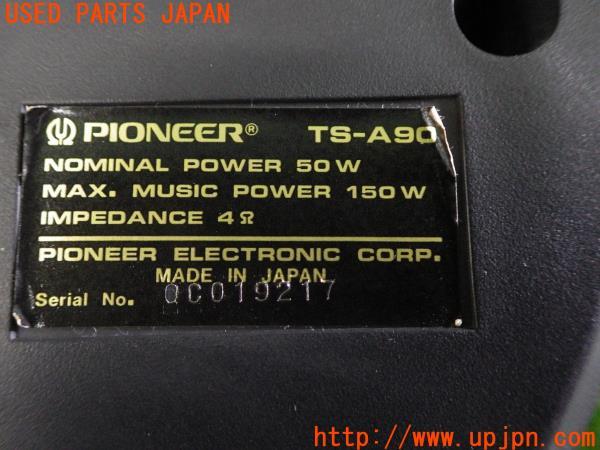 USED PARTS JAPAN
PIONEER® TS-A90
NOMINAL POWER 50W
MAX. MUSIC POWER 150W
IMPEDANCE 4Ω
PIONEER ELECTRONIC CORP.
MADE IN JAPAN
Serial No. QC019217
http://www.upjpn.com/